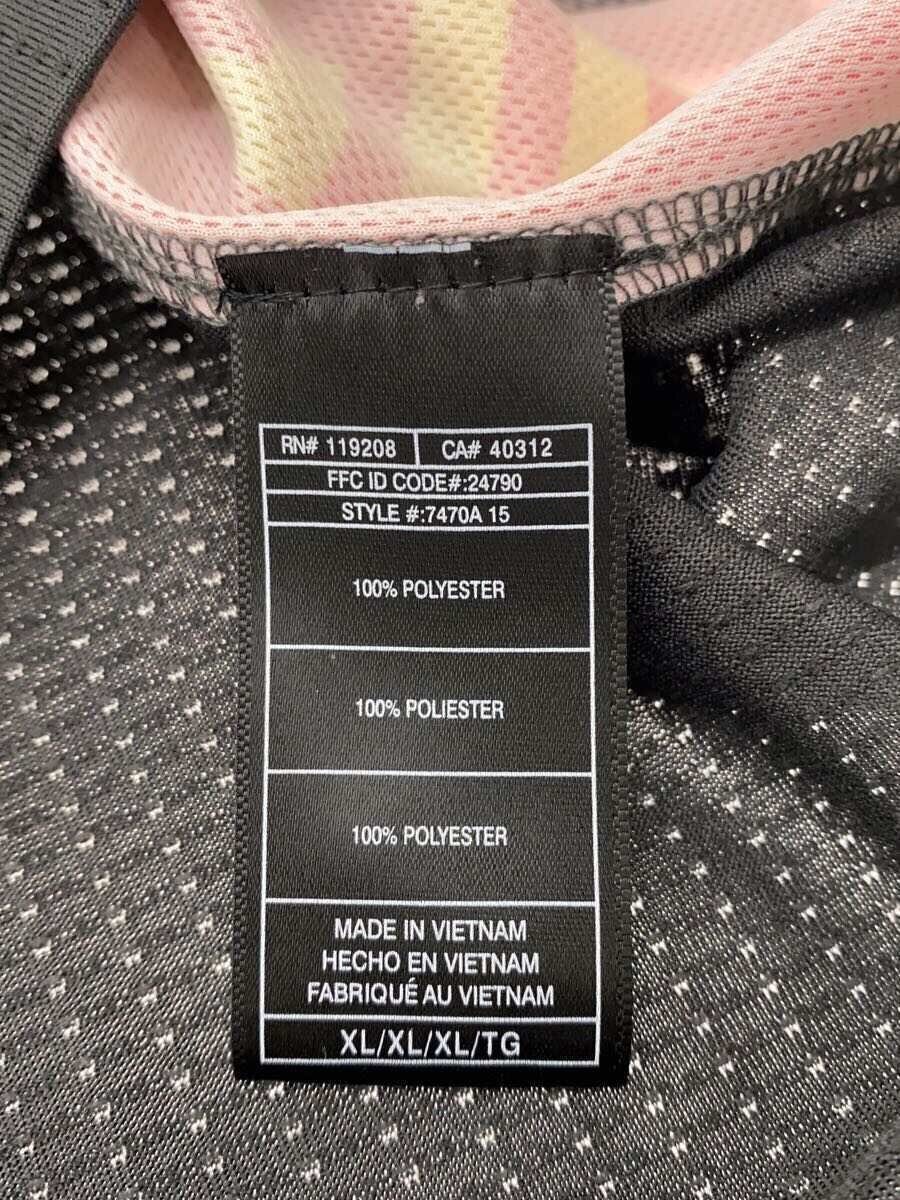 RN# 119208 CA# 40312
FFC ID CODE#:24790
STYLE #:7470A 15
100% POLYESTER
100% POLIESTER
100% POLYESTER
MADE IN VIETNAM
HECHO EN VIETNAM
FABRIQUÉ AU VIETNAM
XL/XL/XL/TG